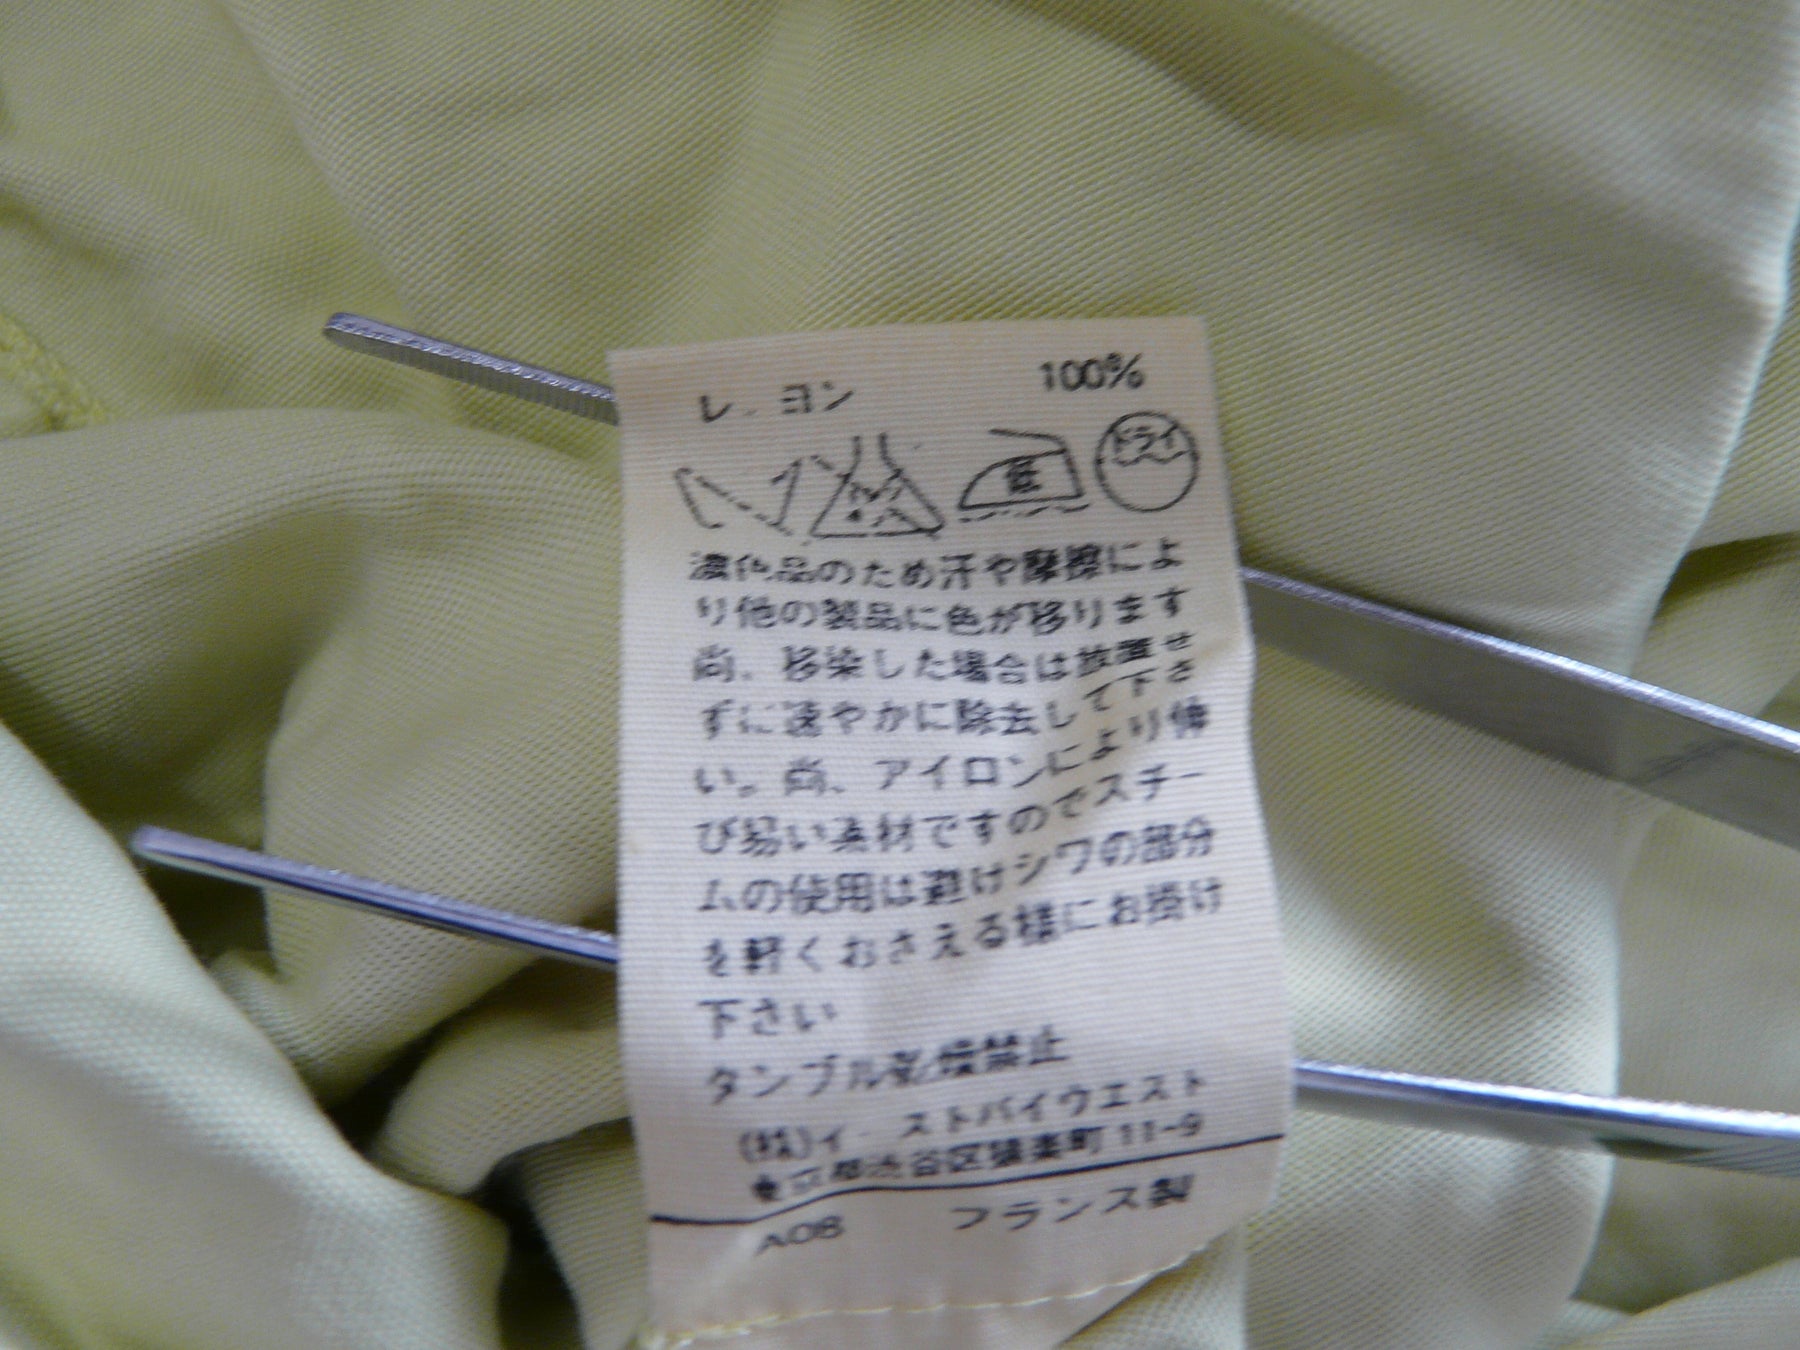 レーヨン 100%
低 ドライ
濃色品のため汗や摩擦によ
り他の製品に色が移ります
尚、移染した場合は放置せ
ずに速やかに除去して下さ
い。尚、アイロンにより伸
び易い素材ですのでスチー
ムの使用は避けシワの部分
を軽くおさえる様にお掛け
下さい
タンブル乾燥禁止
(株)イーストバイウエスト
東京都渋谷区猿楽町11-9
A08 フランス製